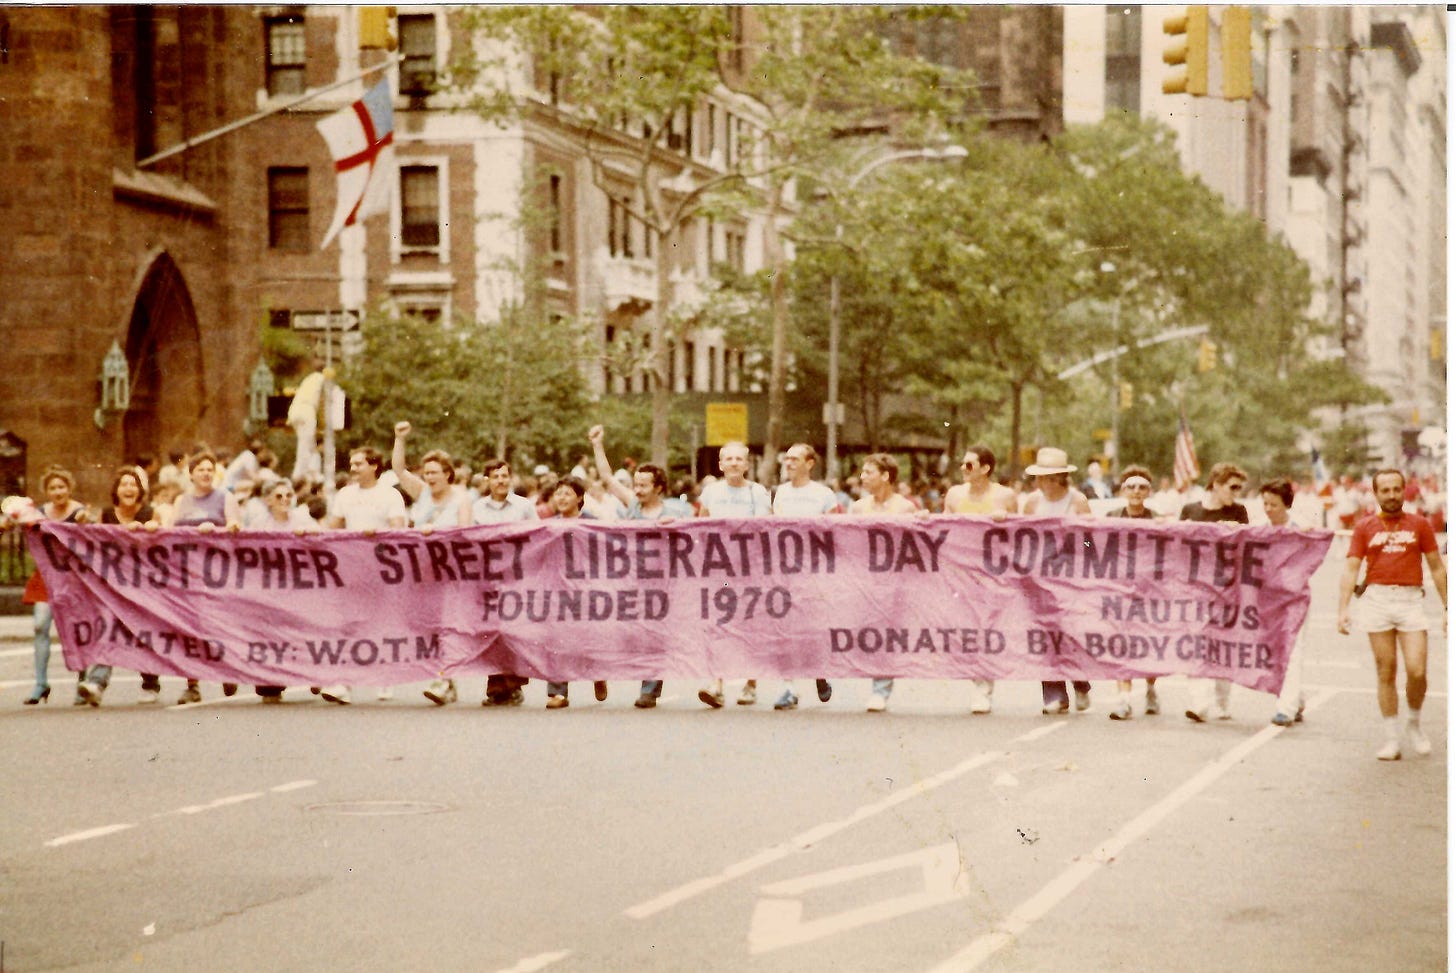 CHRISTOPHER STREET LIBERATION DAY COMMITTEE
FOUNDED 1970
DONATED BY: W.O.T.M.
NAUTILUS
DONATED BY: BODY CENTER